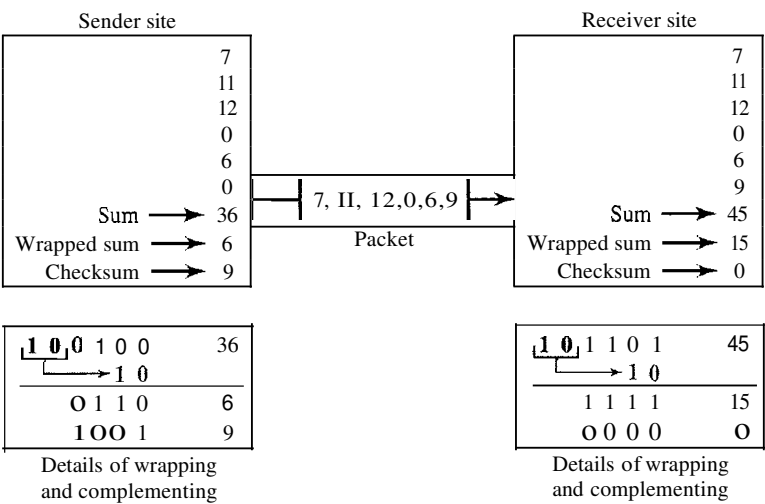 Sender site
7
11
12
0
6
0
Sum 36
Wrapped sum 6
Checksum 9
7, II, 12,0,6,9
Packet
Receiver site
7
11
12
0
6
9
Sum 45
Wrapped sum 15
Checksum 0
1 0 0 1 0 0 36
1 0
0 1 1 0 6
1 0 0 1 9
Details of wrapping
and complementing
1 0 1 1 0 1 45
1 0
1 1 1 1 15
0 0 0 0 0
Details of wrapping
and complementing